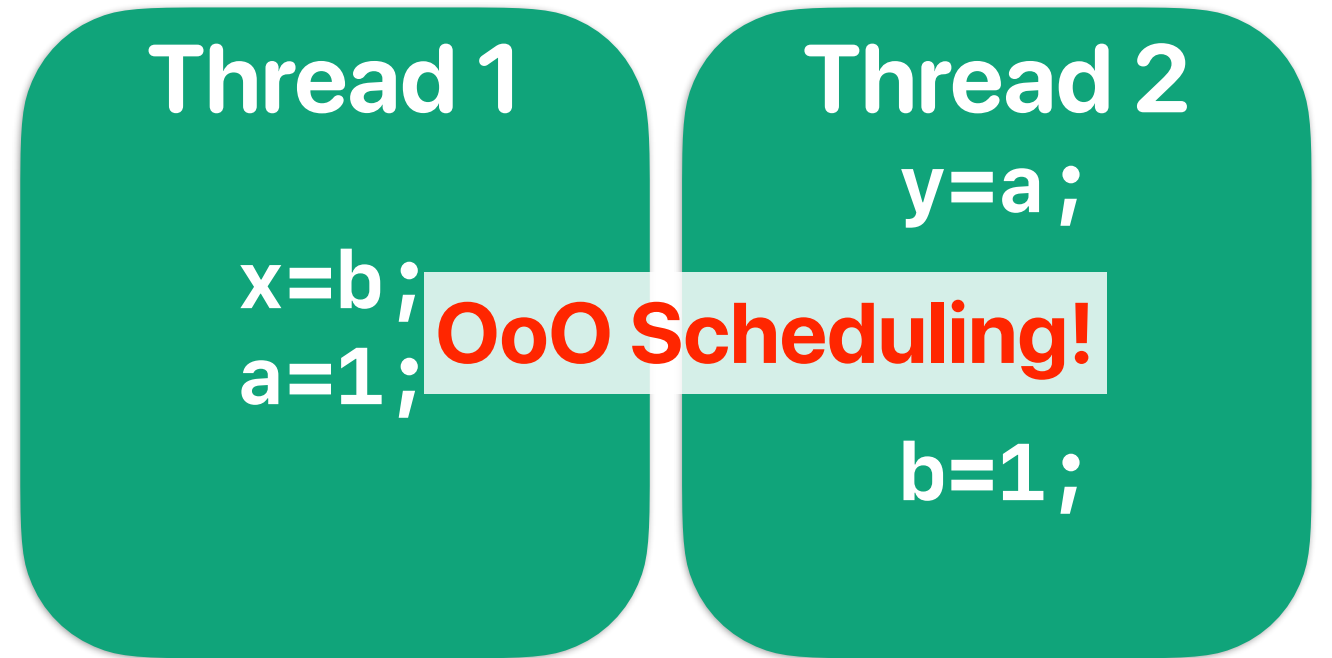 Thread 1
x=b;
a=1;
Thread 2
y=a;
b=1;
OoO Scheduling!